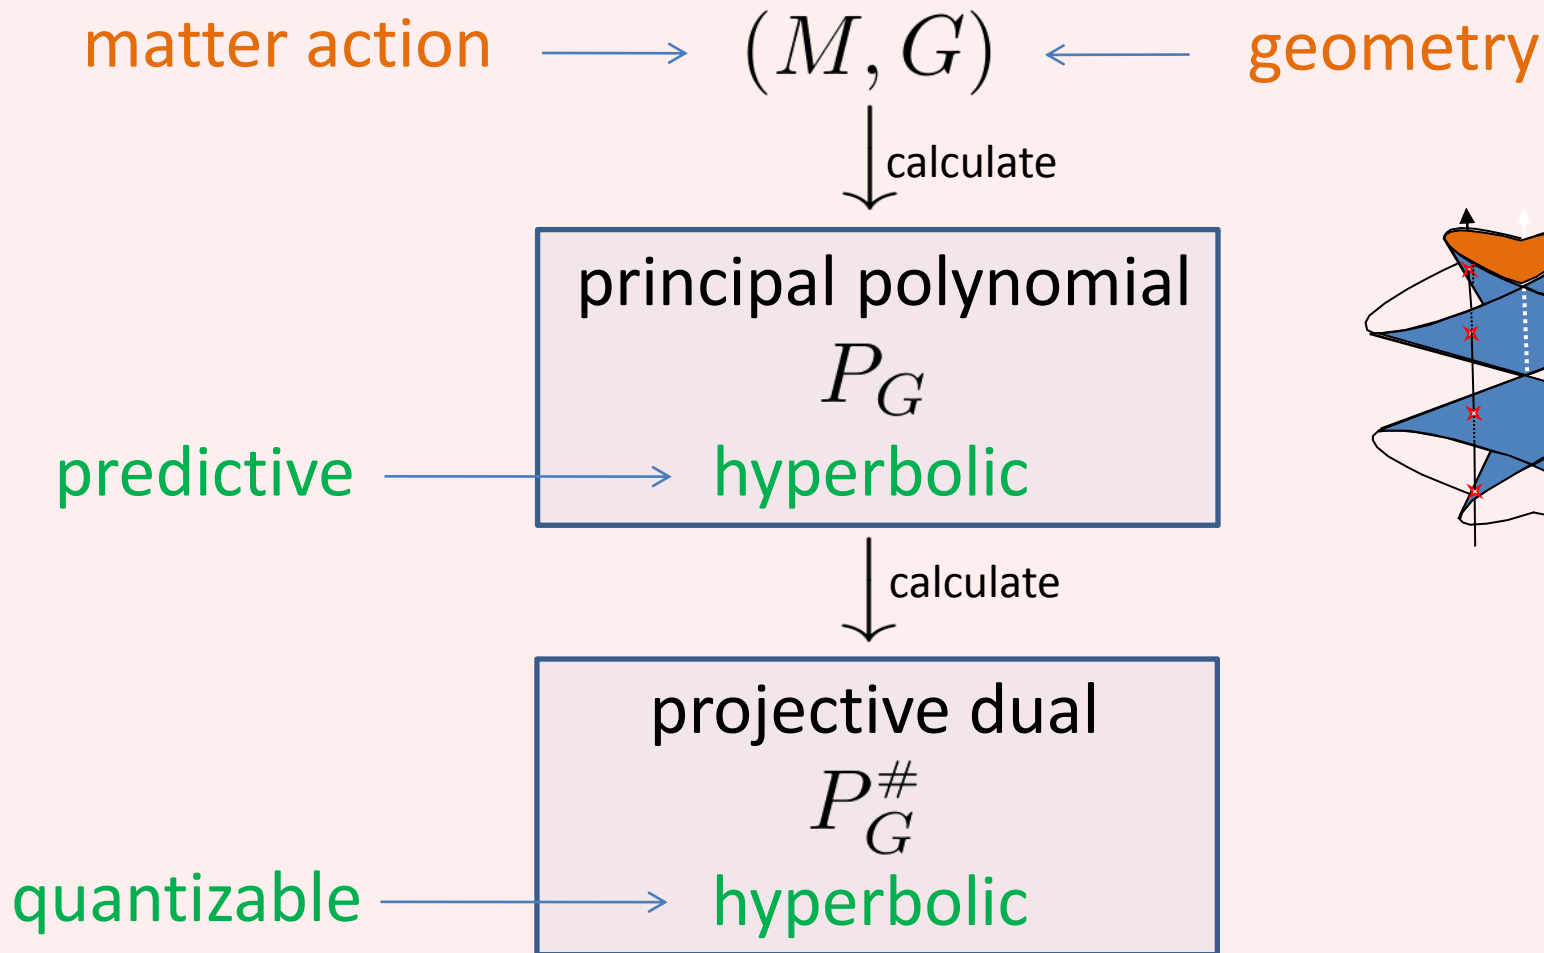 matter action (M, G) geometry
calculate
principal polynomial
P_G
predictive hyperbolic
calculate
projective dual
P_G^#
quantizable hyperbolic